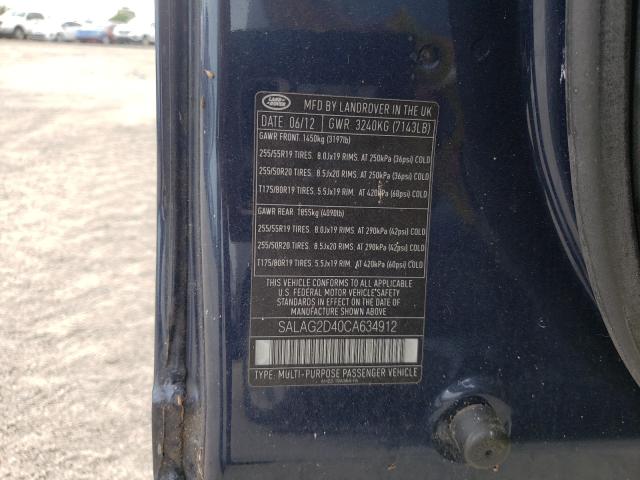 LAND ROVER
MFD BY LANDROVER IN THE UK
DATE 06/12 GWR 3240KG (7143LB)
GAWR FRONT: 1450kg (3197lb)
255/55R19 TIRES. 8.0Jx19 RIMS. AT 250kPa (36psi) COLD
255/50R20 TIRES. 8.5Jx20 RIMS. AT 250kPa (36psi) COLD
T175/80R19 TIRES. 5.5Jx19 RIM. AT 420kPa (60psi) COLD
GAWR REAR 1855kg (4090lb)
255/55R19 TIRES. 8.0Jx19 RIMS. AT 290kPa (42psi) COLD
255/50R20 TIRES. 8.5Jx20 RIMS. AT 290kPa (42psi) COLD
T175/80R19 TIRES. 5.5Jx19 RIM. AT 420kPa (60psi) COLD
THIS VEHICLE CONFORMS TO ALL APPLICABLE
U.S. FEDERAL MOTOR VEHICLE SAFETY
STANDARDS IN EFFECT ON THE DATE OF
MANUFACTURE SHOWN ABOVE
SALAG2D40CA634912
TYPE: MULTI-PURPOSE PASSENGER VEHICLE